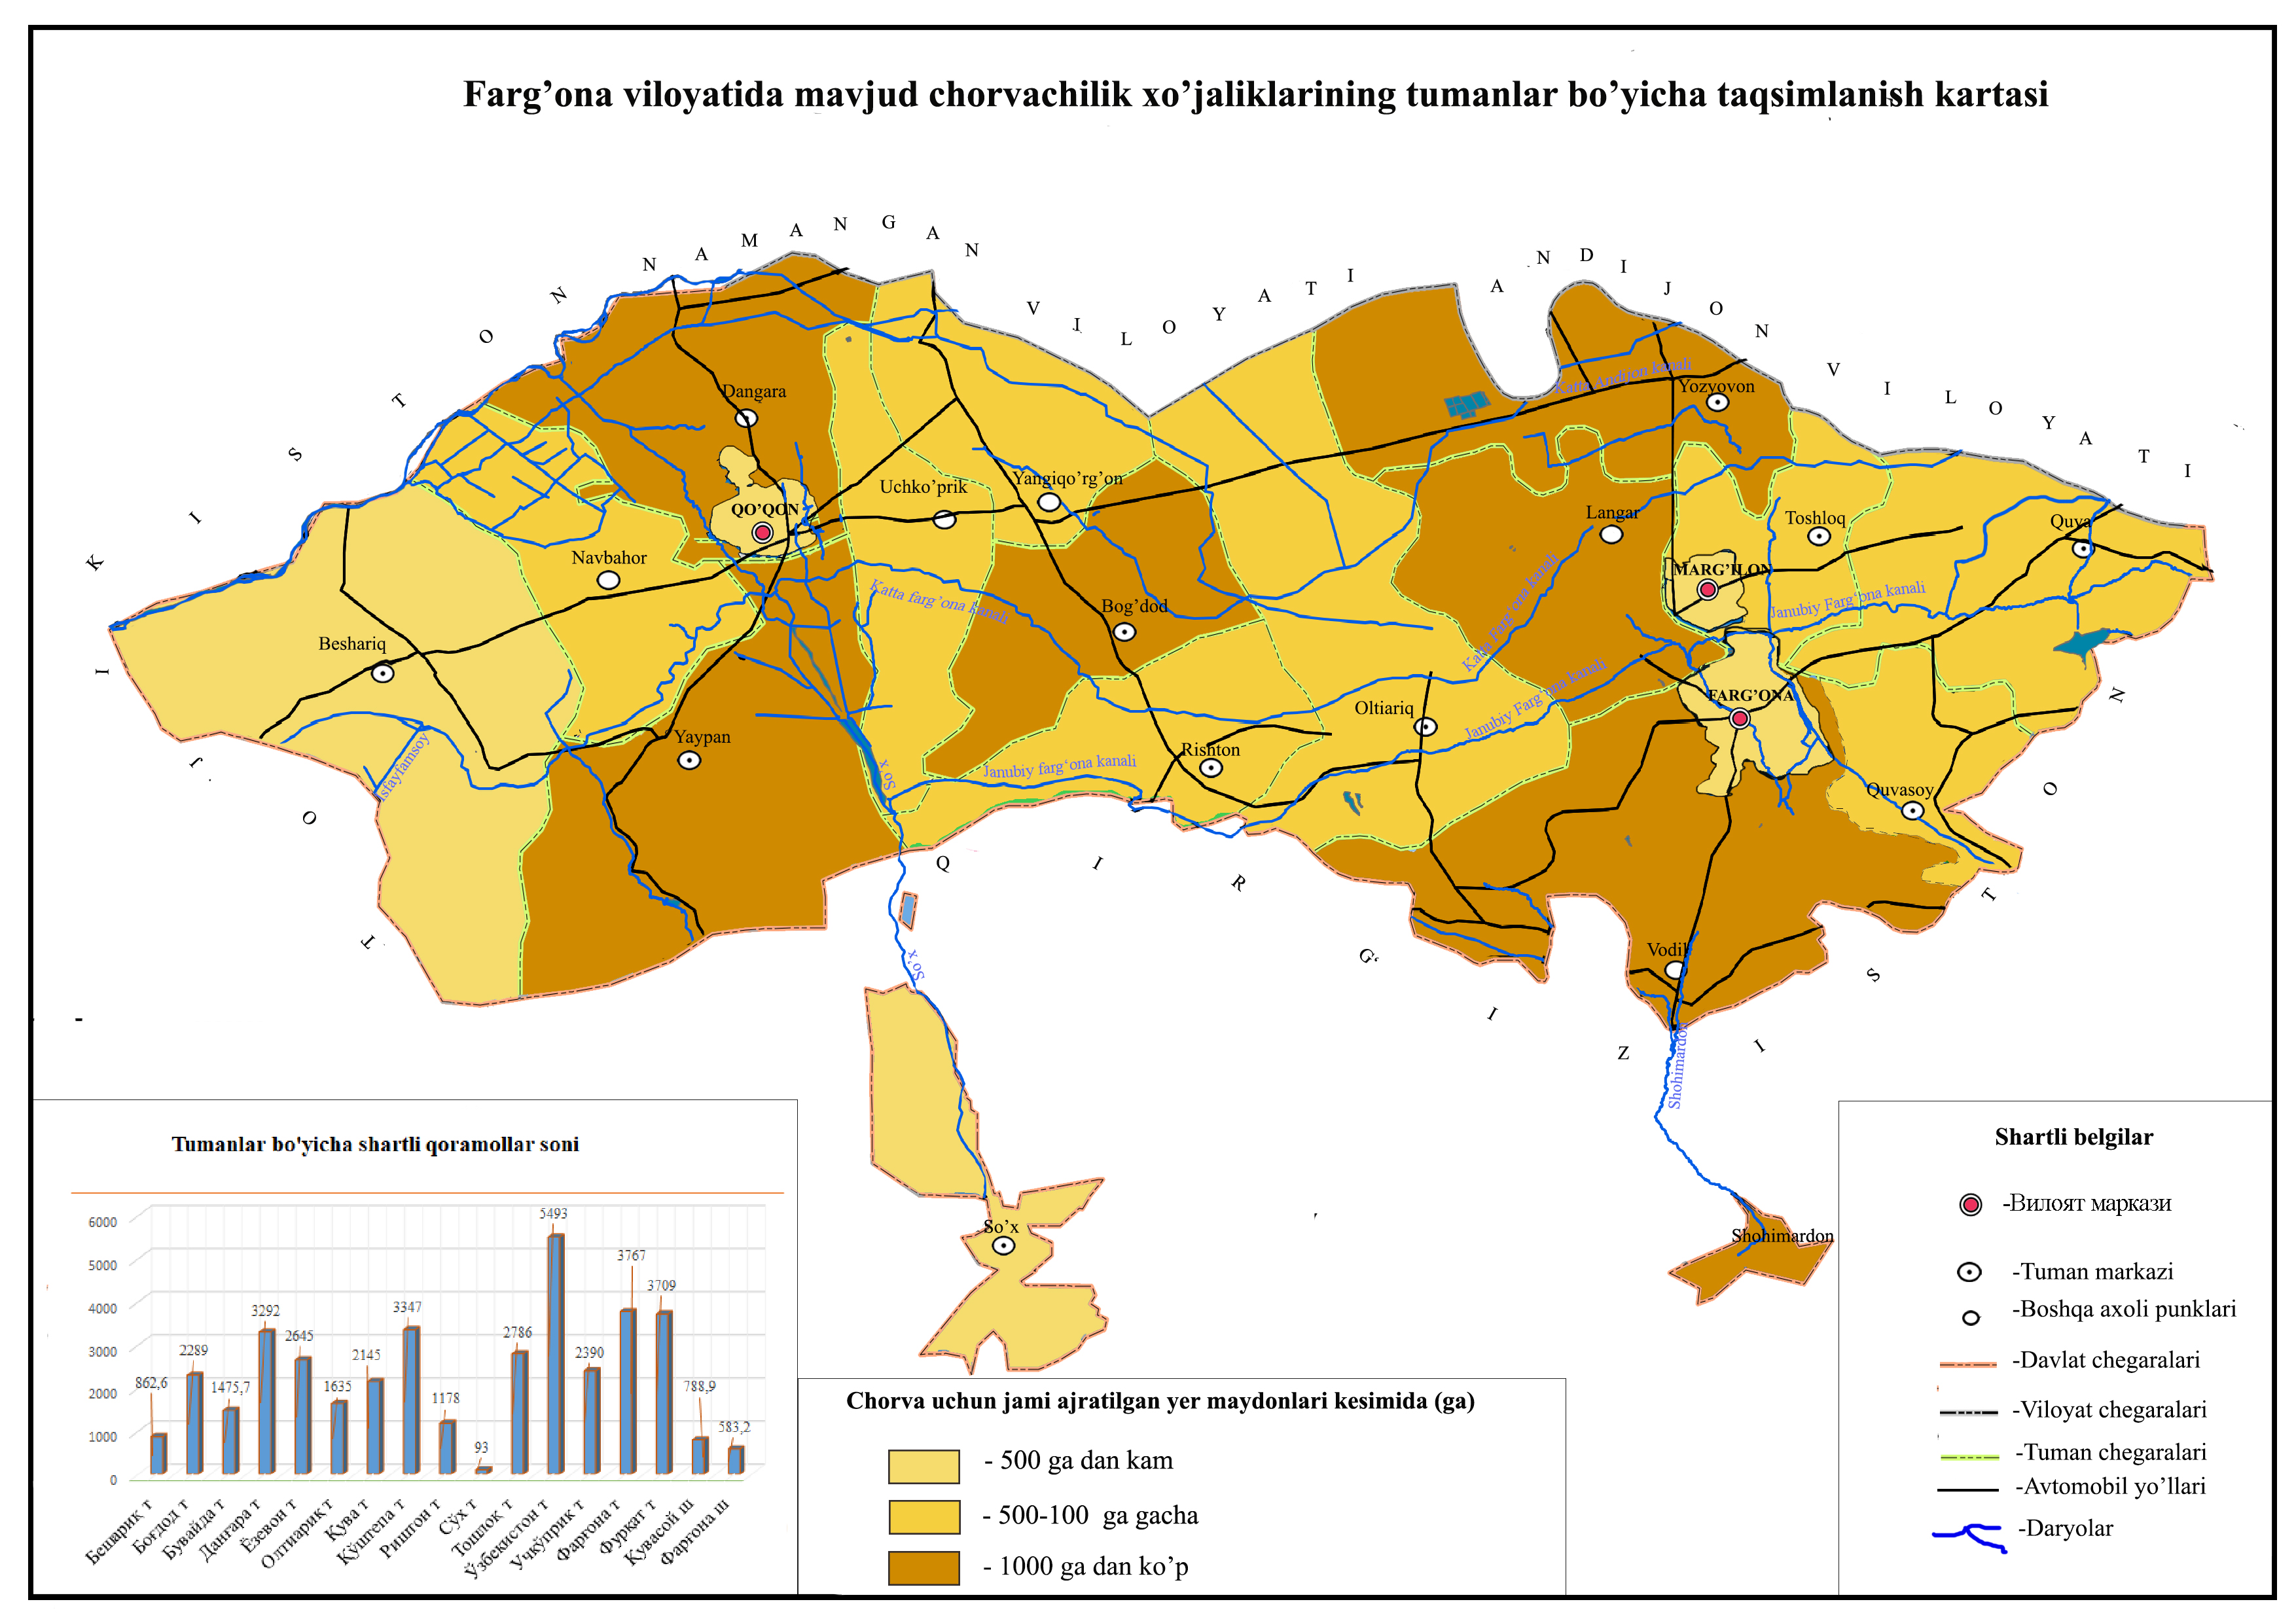 Farg’ona viloyatida mavjud chorvachilik xo’jaliklarining tumanlar bo’yicha taqsimlanish kartasi
N A M A N G A N V I L O Y A T I
A N D I J O N V I L O Y A T I
T O J I K I S T O N
Q I R G‘ I Z I S T O N
Dangara
QO’QON
Navbahor
Beshariq
Yaypan
Uchko’prik
Yangiqo’rg’on
Bog’dod
Rishton
Oltiariq
Langar
Yozyovon
Toshloq
Quva
MARG’ILON
FARG’ONA
Quvasoy
Vodil
Shohimardon
So’x
Katta Andijon kanali
Katta farg’ona kanali
Katta Farg’ona kanali
Janubiy Farg’ona kanali
Janubiy Farg’ona kanali
Janubiy farg‘ona kanali
Isfayfamsoy
So`x
So`x
Shohimardon
Tumanlar bo'yicha shartli qoramollar soni
6000
5000
4000
3000
2000
1000
0
862,6
2289
1475,7
3292
2645
1635
2145
3347
1178
93
2786
5493
2390
3767
3709
788,9
583,2
Бешарик т
Боғдод т
Бувайда т
Данғара т
Ёзевон т
Олтиарик т
Кува т
Кўштепа т
Риштон т
Сўх т
Тошлок т
Ўзбекистон т
Учкўприк т
Фарғона т
Фуркат т
Кувасой ш
Фарғона ш
Chorva uchun jami ajratilgan yer maydonlari kesimida (ga)
- 500 ga dan kam
- 500-100 ga gacha
- 1000 ga dan ko’p
Shartli belgilar
-Вилоят маркази
-Tuman markazi
-Boshqa axoli punklari
-Davlat chegaralari
-Viloyat chegaralari
-Tuman chegaralari
-Avtomobil yo’llari
-Daryolar